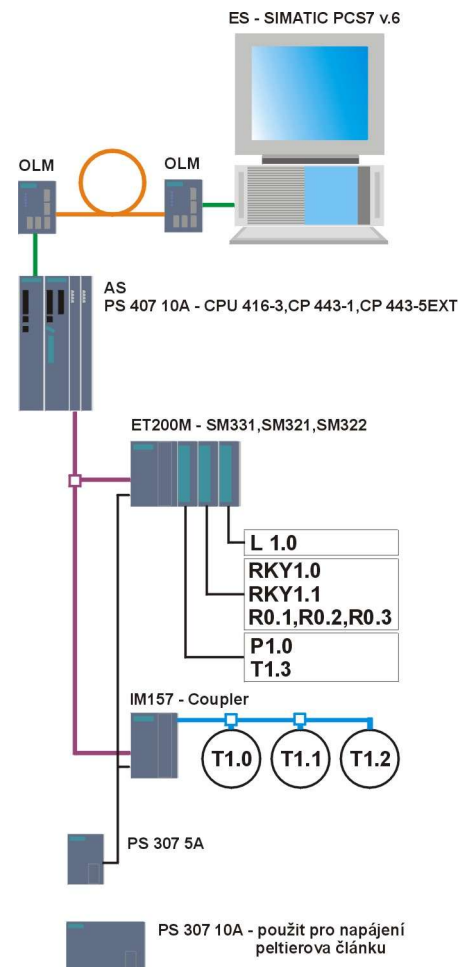 ES - SIMATIC PCS7 v.6
OLM
OLM
AS
PS 407 10A - CPU 416-3,CP 443-1,CP 443-5EXT
ET200M - SM331,SM321,SM322
L 1.0
RKY1.0
RKY1.1
R0.1,R0.2,R0.3
P1.0
T1.3
IM157 - Coupler
T1.0
T1.1
T1.2
PS 307 5A
PS 307 10A - použit pro napájení
peltierova článku